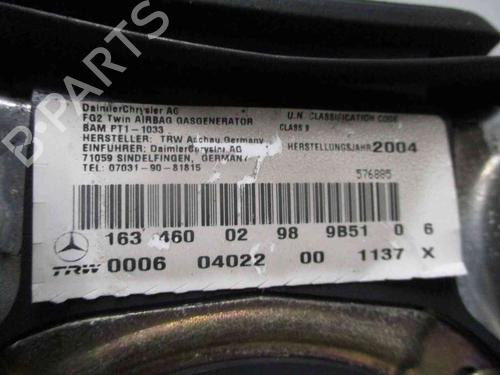 DaimlerChrysler AG
FG2 Twin AIRBAG GASGENERATOR
BAM PT1-1033
HERSTELLER: TRW Aschau,Germany
EINFUHRER: DaimlerChrysler AG
71059 SINDELFINGEN, GERMANY
TEL: 07031-90-81815
U.N. CLASSIFICATION CODE
CLASS 9
HERSTELLUNGSJAHR 2004
576885
163 460 02 98 9B51 0 6
TRW 0006 04022 00 1137 X